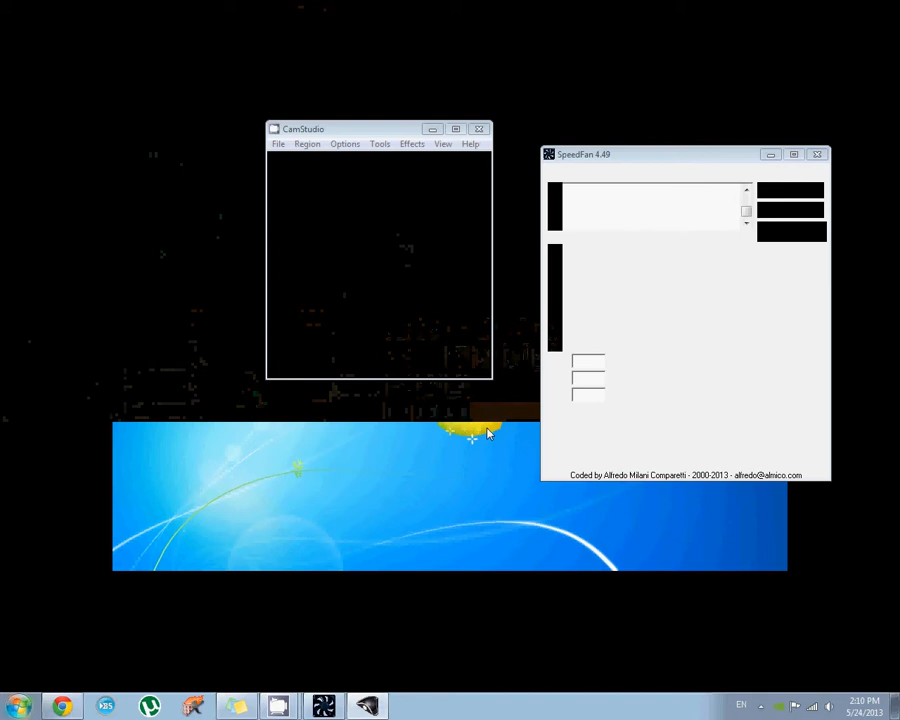 CamStudio
File Region Options Tools Effects View Help
SpeedFan 4.49
Coded by Alfredo Milani Comparetti - 2000-2013 - alfredo@almico.com
EN
2:10 PM
5/24/2013